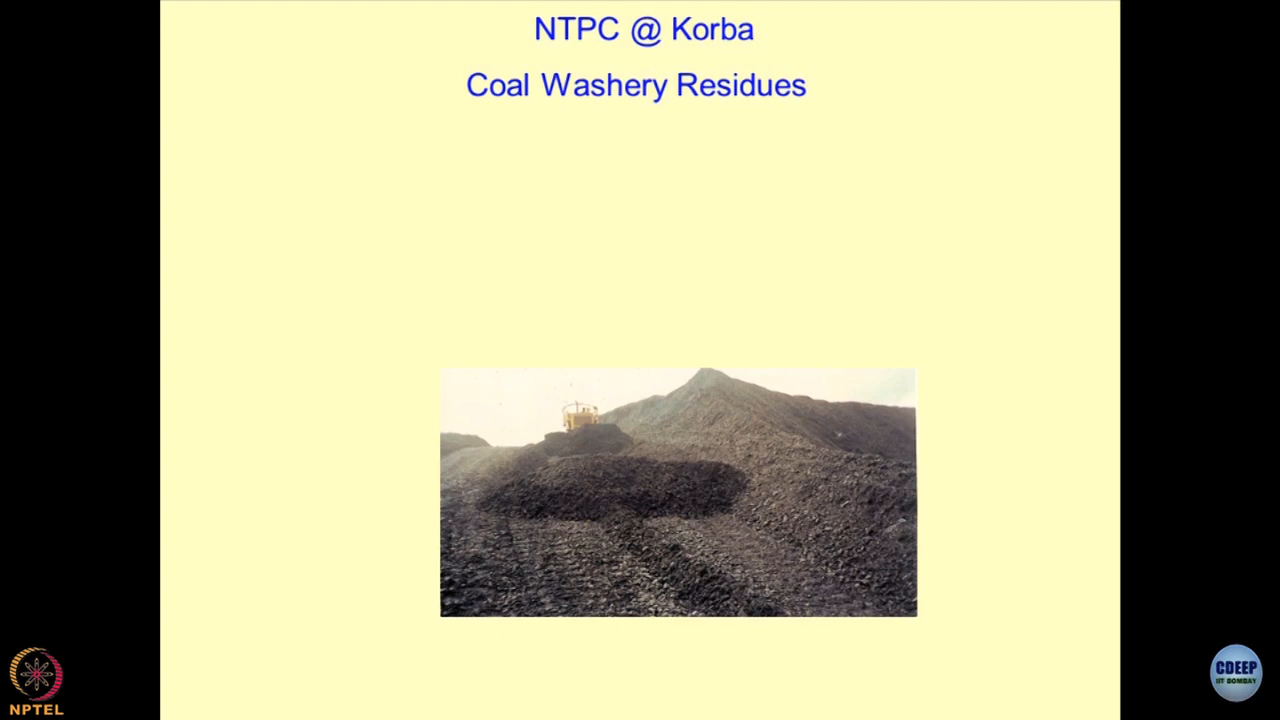 NTPC @ Korba
Coal Washery Residues
NPTEL
CDEEP
IIT BOMBAY